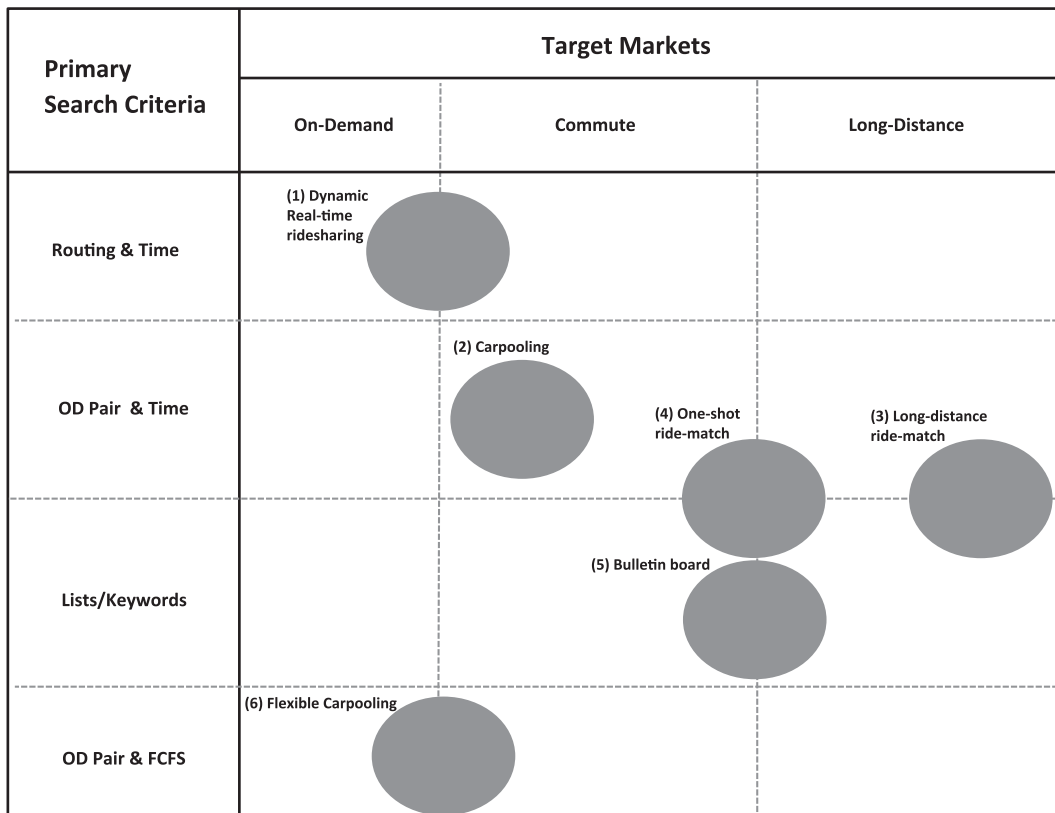 Primary
Search Criteria
Target Markets
On-Demand
Commute
Long-Distance
Routing & Time
(1) Dynamic
Real-time
ridesharing
OD Pair & Time
(2) Carpooling
(4) One-shot
ride-match
(3) Long-distance
ride-match
Lists/Keywords
(5) Bulletin board
OD Pair & FCFS
(6) Flexible Carpooling